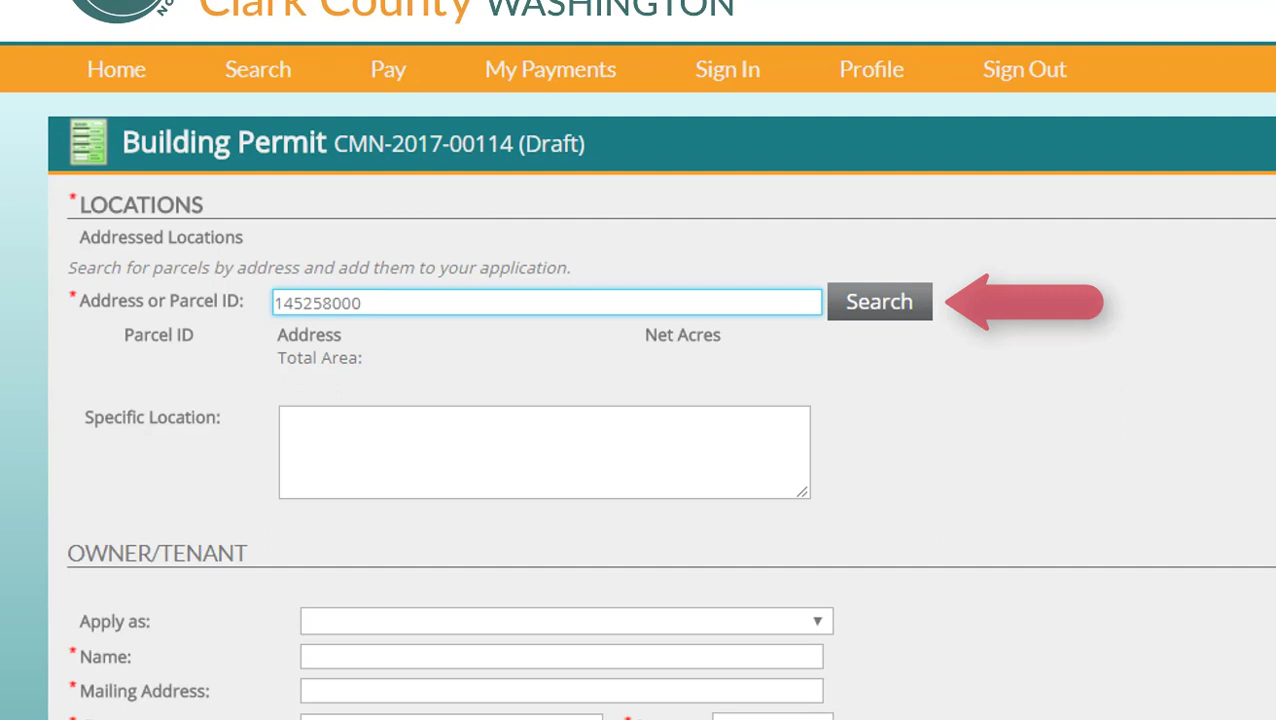 Clark County WASHINGTON
Home Search Pay My Payments Sign In Profile Sign Out
Building Permit CMN-2017-00114 (Draft)
* LOCATIONS
Addressed Locations
Search for parcels by address and add them to your application.
* Address or Parcel ID: 145258000 Search
Parcel ID Address Net Acres
Total Area:
Specific Location:
OWNER/TENANT
Apply as:
* Name:
* Mailing Address: